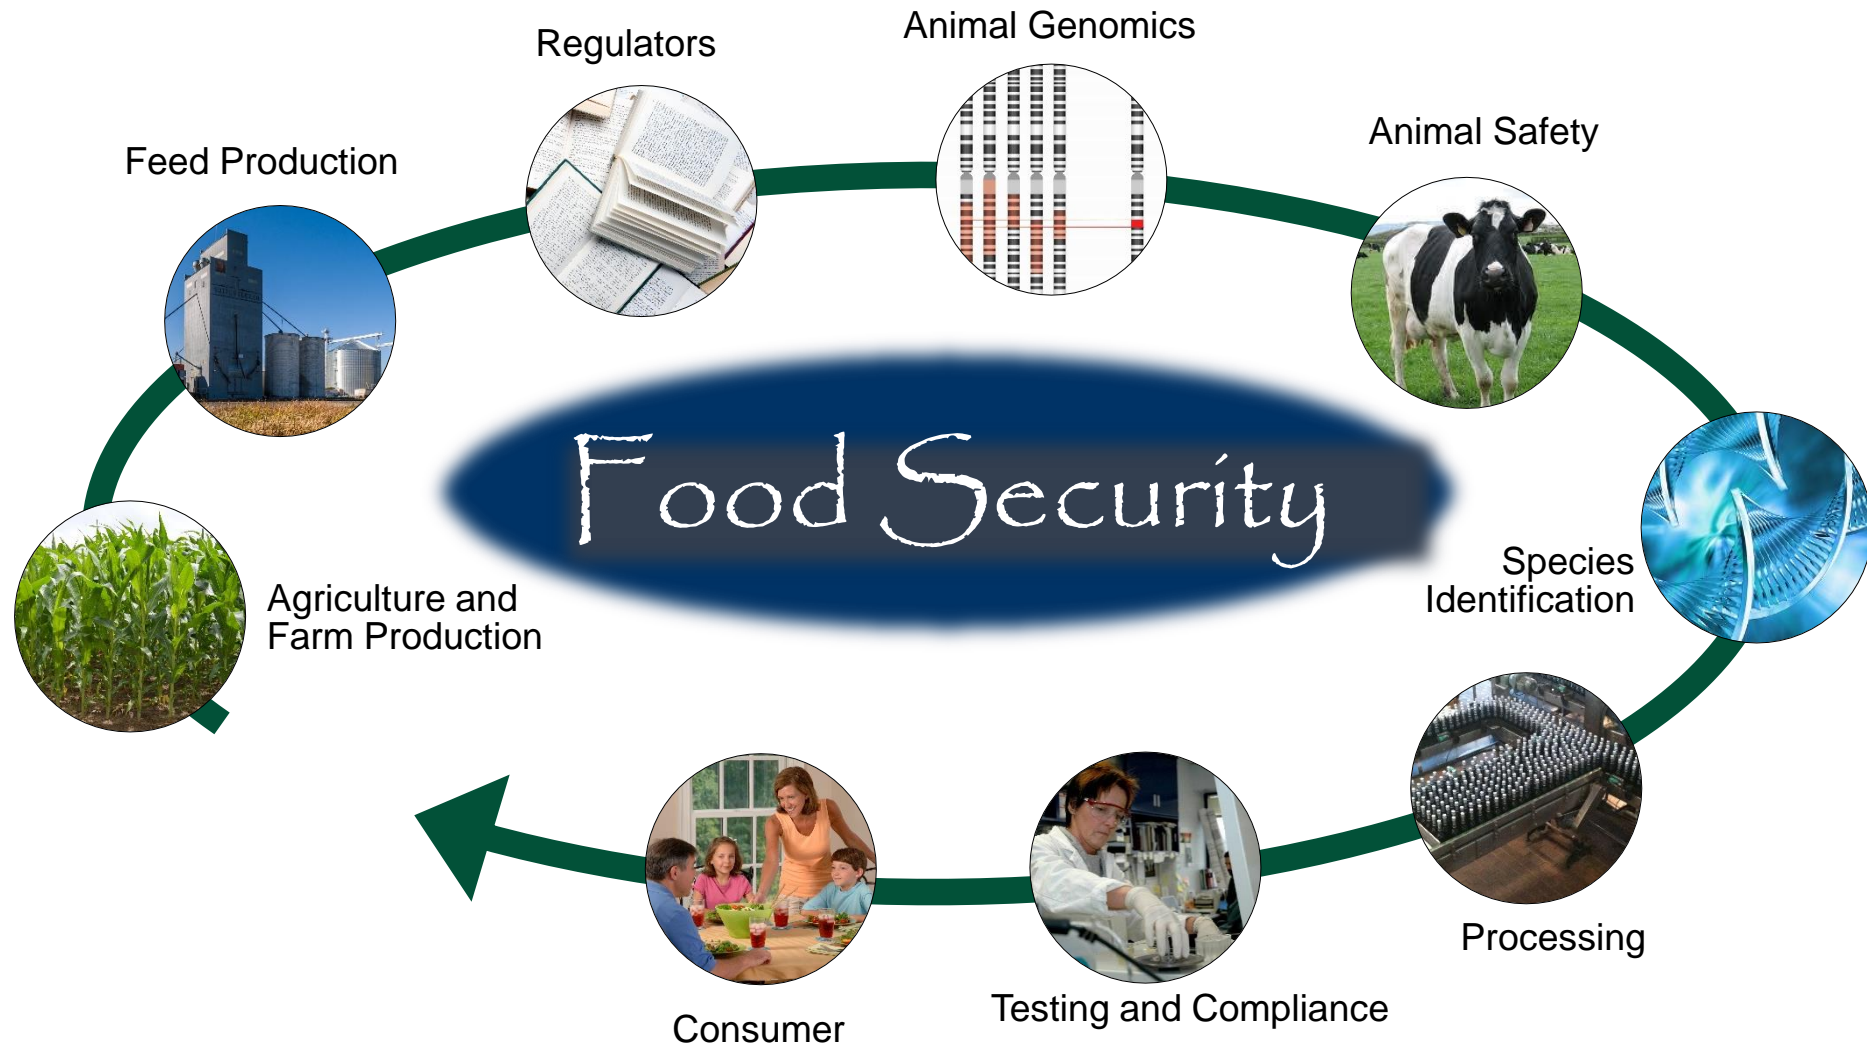 Animal Genomics
Regulators
Animal Safety
Feed Production
Food Security
Species
Identification
Agriculture and
Farm Production
Processing
Testing and Compliance
Consumer